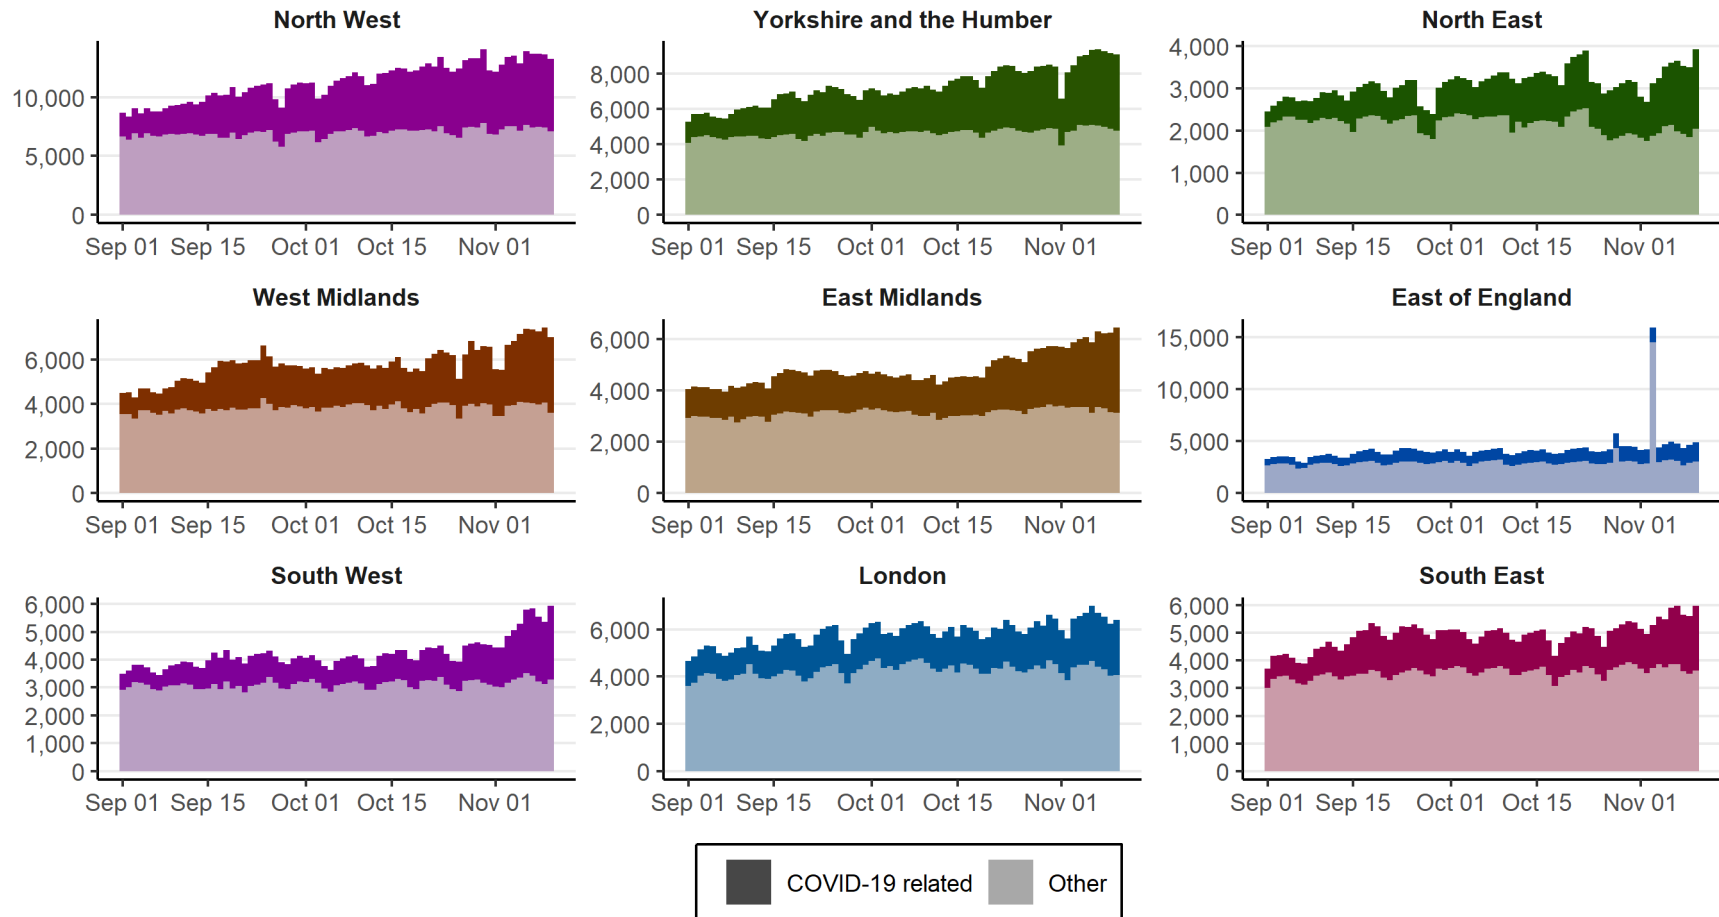 North West
Yorkshire and the Humber
North East
10,000
5,000
0
8,000
6,000
4,000
2,000
0
4,000
3,000
2,000
1,000
0
Sep 01 Sep 15 Oct 01 Oct 15 Nov 01
Sep 01 Sep 15 Oct 01 Oct 15 Nov 01
Sep 01 Sep 15 Oct 01 Oct 15 Nov 01
West Midlands
East Midlands
East of England
6,000
4,000
2,000
0
6,000
4,000
2,000
0
15,000
10,000
5,000
0
Sep 01 Sep 15 Oct 01 Oct 15 Nov 01
Sep 01 Sep 15 Oct 01 Oct 15 Nov 01
Sep 01 Sep 15 Oct 01 Oct 15 Nov 01
South West
London
South East
6,000
5,000
4,000
3,000
2,000
1,000
0
6,000
4,000
2,000
0
6,000
5,000
4,000
3,000
2,000
1,000
0
Sep 01 Sep 15 Oct 01 Oct 15 Nov 01
Sep 01 Sep 15 Oct 01 Oct 15 Nov 01
Sep 01 Sep 15 Oct 01 Oct 15 Nov 01
COVID-19 related Other